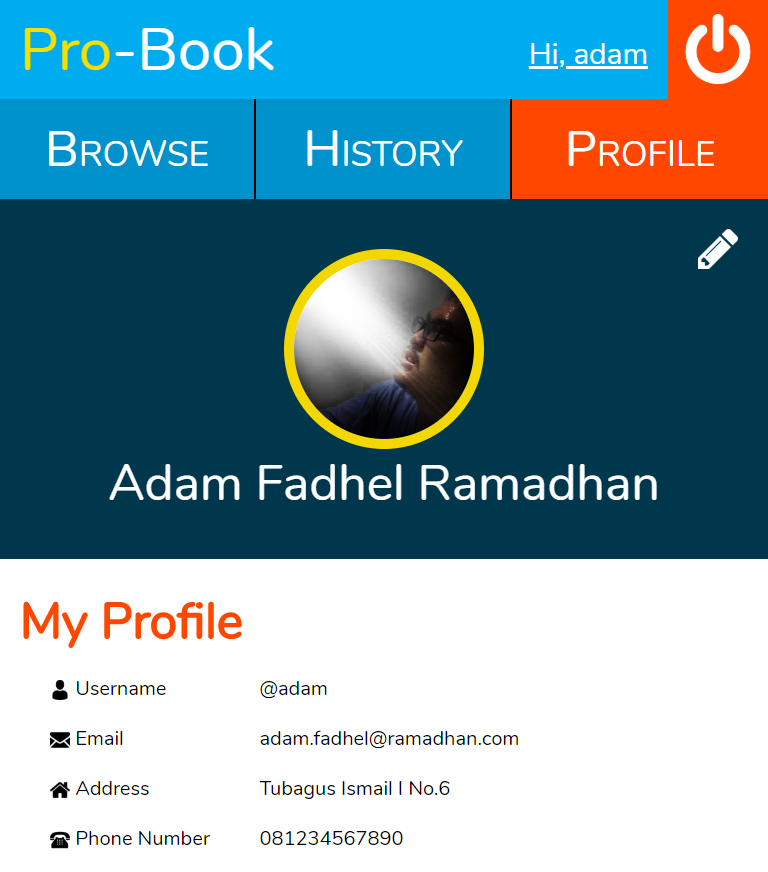 Pro-Book
Hi, adam
Browse History Profile
Adam Fadhel Ramadhan
My Profile
Username @adam
Email adam.fadhel@ramadhan.com
Address Tubagus Ismail I No.6
Phone Number 081234567890